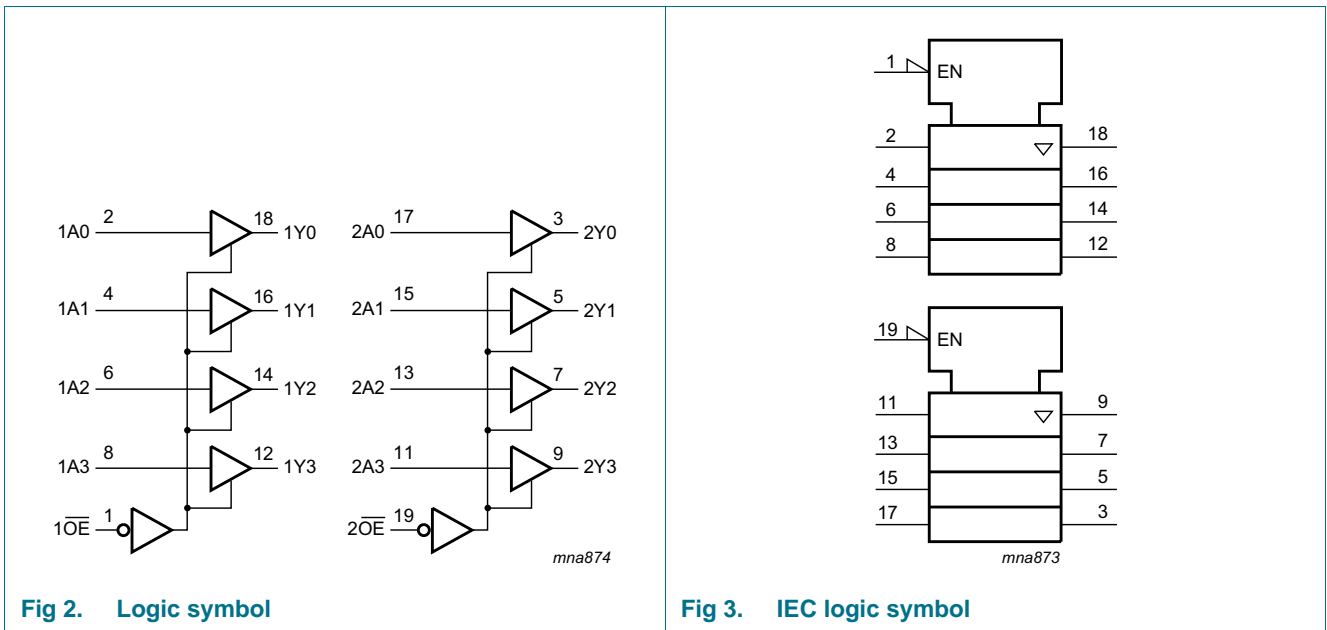 1A0 2 18 1Y0
2A0 17 3 2Y0
1A1 4 16 1Y1
2A1 15 5 2Y1
1A2 6 14 1Y2
2A2 13 7 2Y2
1A3 8 12 1Y3
2A3 11 9 2Y3
1O̅E̅ 1
2O̅E̅ 19
mna874
Fig 2. Logic symbol
1 EN
2 18
4 16
6 14
8 12
19 EN
11 9
13 7
15 5
17 3
mna873
Fig 3. IEC logic symbol